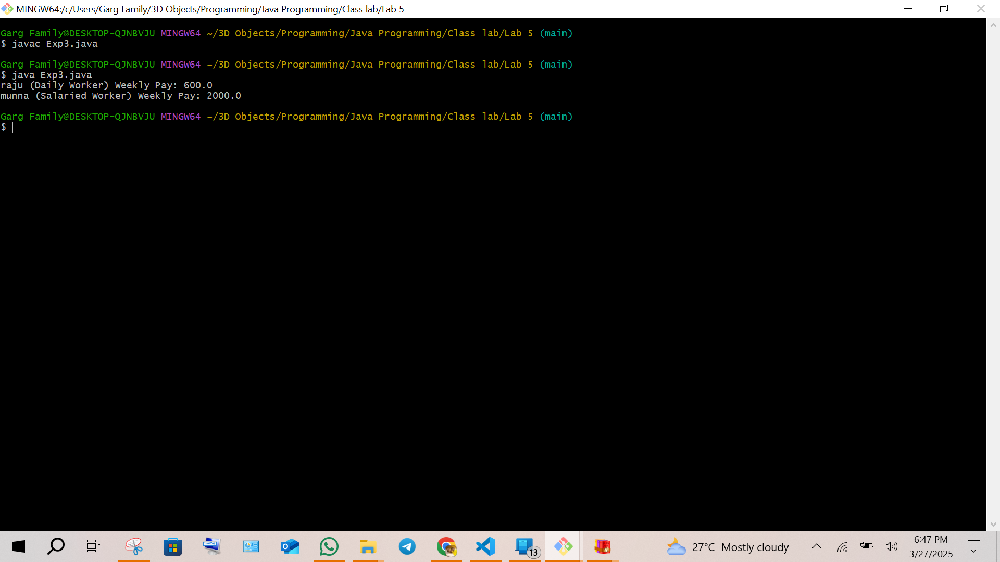 MINGW64:/c/Users/Garg Family/3D Objects/Programming/Java Programming/Class lab/Lab 5
Garg Family@DESKTOP-QJNBVJU MINGW64 ~/3D Objects/Programming/Java Programming/Class lab/Lab 5 (main)
$ javac Exp3.java
Garg Family@DESKTOP-QJNBVJU MINGW64 ~/3D Objects/Programming/Java Programming/Class lab/Lab 5 (main)
$ java Exp3.java
raju (Daily Worker) Weekly Pay: 600.0
munna (Salaried Worker) Weekly Pay: 2000.0
Garg Family@DESKTOP-QJNBVJU MINGW64 ~/3D Objects/Programming/Java Programming/Class lab/Lab 5 (main)
$
13
27°C Mostly cloudy
6:47 PM
3/27/2025